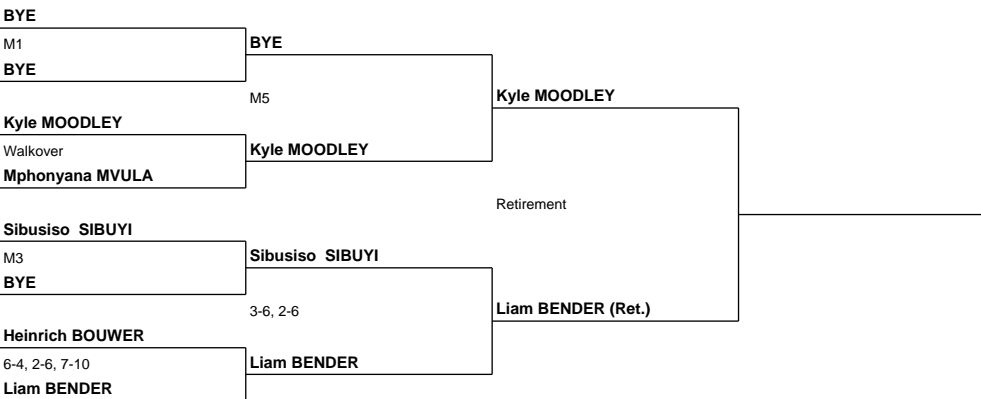 BYE
M1
BYE
BYE
M5
Kyle MOODLEY
Kyle MOODLEY
Walkover
Kyle MOODLEY
Mphonyana MVULA
Retirement
Sibusiso  SIBUYI
M3
Sibusiso  SIBUYI
BYE
3-6, 2-6
Liam BENDER (Ret.)
Heinrich BOUWER
6-4, 2-6, 7-10
Liam BENDER
Liam BENDER